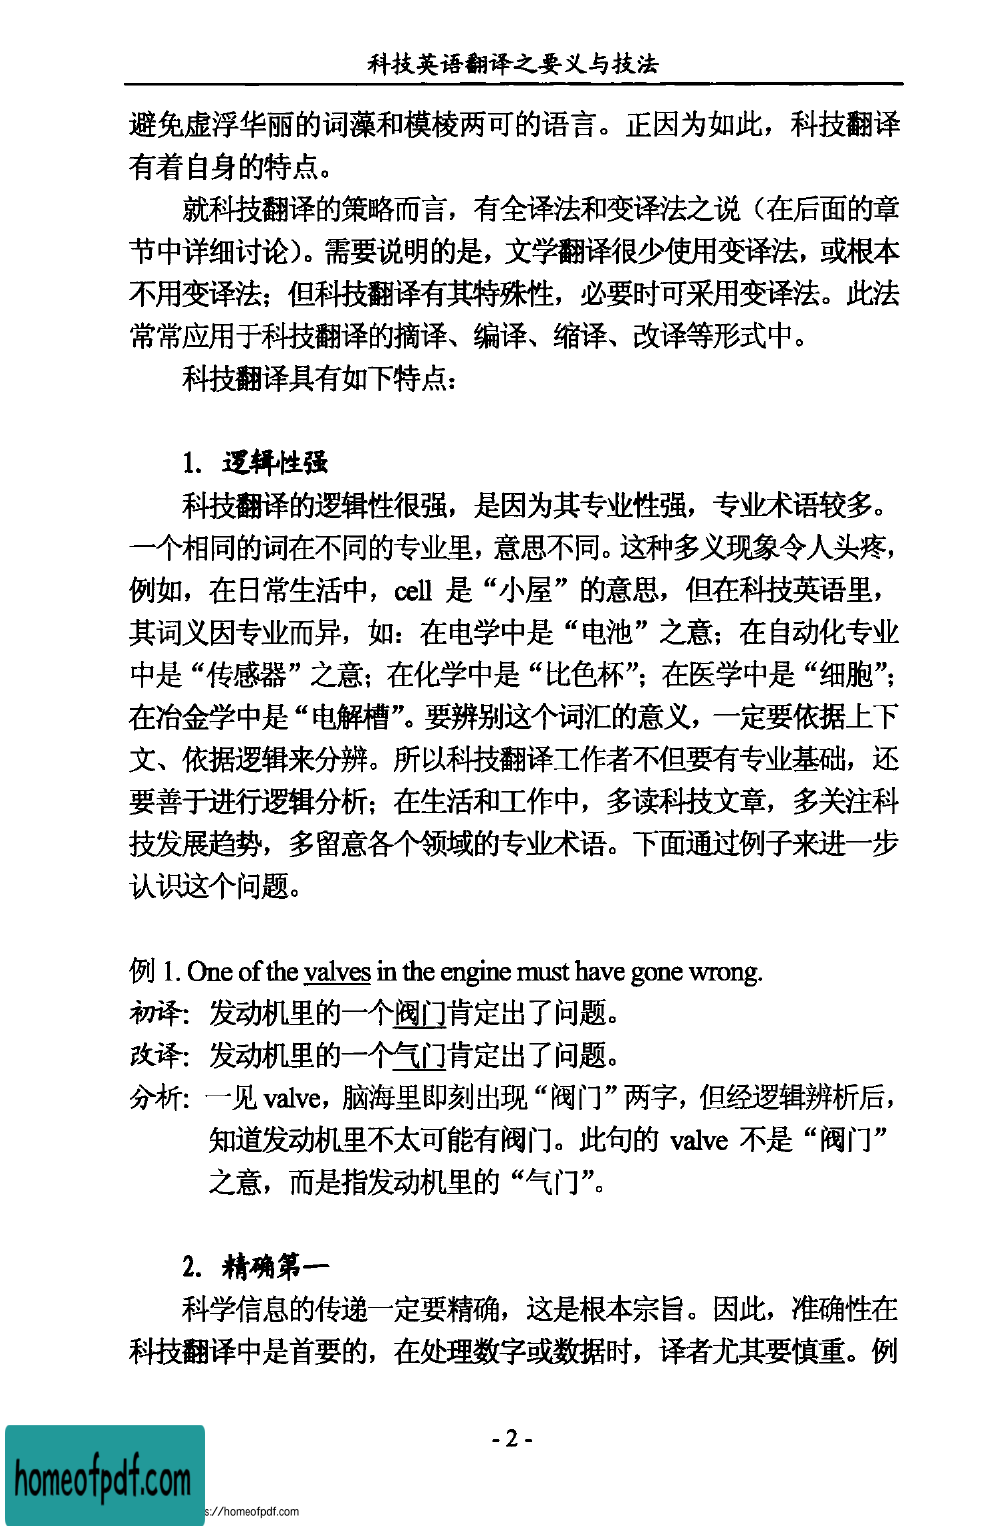 科技英语翻译之要义与技法
避免虚浮华丽的词藻和模棱两可的语言。正因为如此，科技翻译
有着自身的特点。
就科技翻译的策略而言，有全译法和变译法之说（在后面的章
节中详细讨论）。需要说明的是，文学翻译很少使用变译法，或根本
不用变译法；但科技翻译有其特殊性，必要时可采用变译法。此法
常常应用于科技翻译的摘译、编译、缩译、改译等形式中。
科技翻译具有如下特点：
1. 逻辑性强
科技翻译的逻辑性很强，是因为其专业性强，专业术语较多。
一个相同的词在不同的专业里，意思不同。这种多义现象令人头疼，
例如，在日常生活中，cell 是“小屋”的意思，但在科技英语里，
其词义因专业而异，如：在电学中是“电池”之意；在自动化专业
中是“传感器”之意；在化学中是“比色杯”；在医学中是“细胞”；
在冶金学中是“电解槽”。要辨别这个词汇的意义，一定要依据上下
文、依据逻辑来分辨。所以科技翻译工作者不但要有专业基础，还
要善于进行逻辑分析；在生活和工作中，多读科技文章，多关注科
技发展趋势，多留意各个领域的专业术语。下面通过例子来进一步
认识这个问题。
例 1. One of the valves in the engine must have gone wrong.
初译：发动机里的一个阀门肯定出了问题。
改译：发动机里的一个气门肯定出了问题。
分析：一见 valve，脑海里即刻出现“阀门”两字，但经逻辑辨析后，
知道发动机里不太可能有阀门。此句的 valve 不是“阀门”
之意，而是指发动机里的“气门”。
2. 精确第一
科学信息的传递一定要精确，这是根本宗旨。因此，准确性在
科技翻译中是首要的，在处理数字或数据时，译者尤其要慎重。例
- 2 -
homeofpdf.com
s://homeofpdf.com